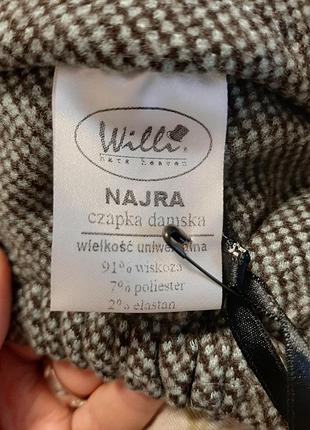 Willi
hats heaven
NAJRA
czapka damska
wielkość uniwersalna
91% wiskoza
7% poliester
2% elastan